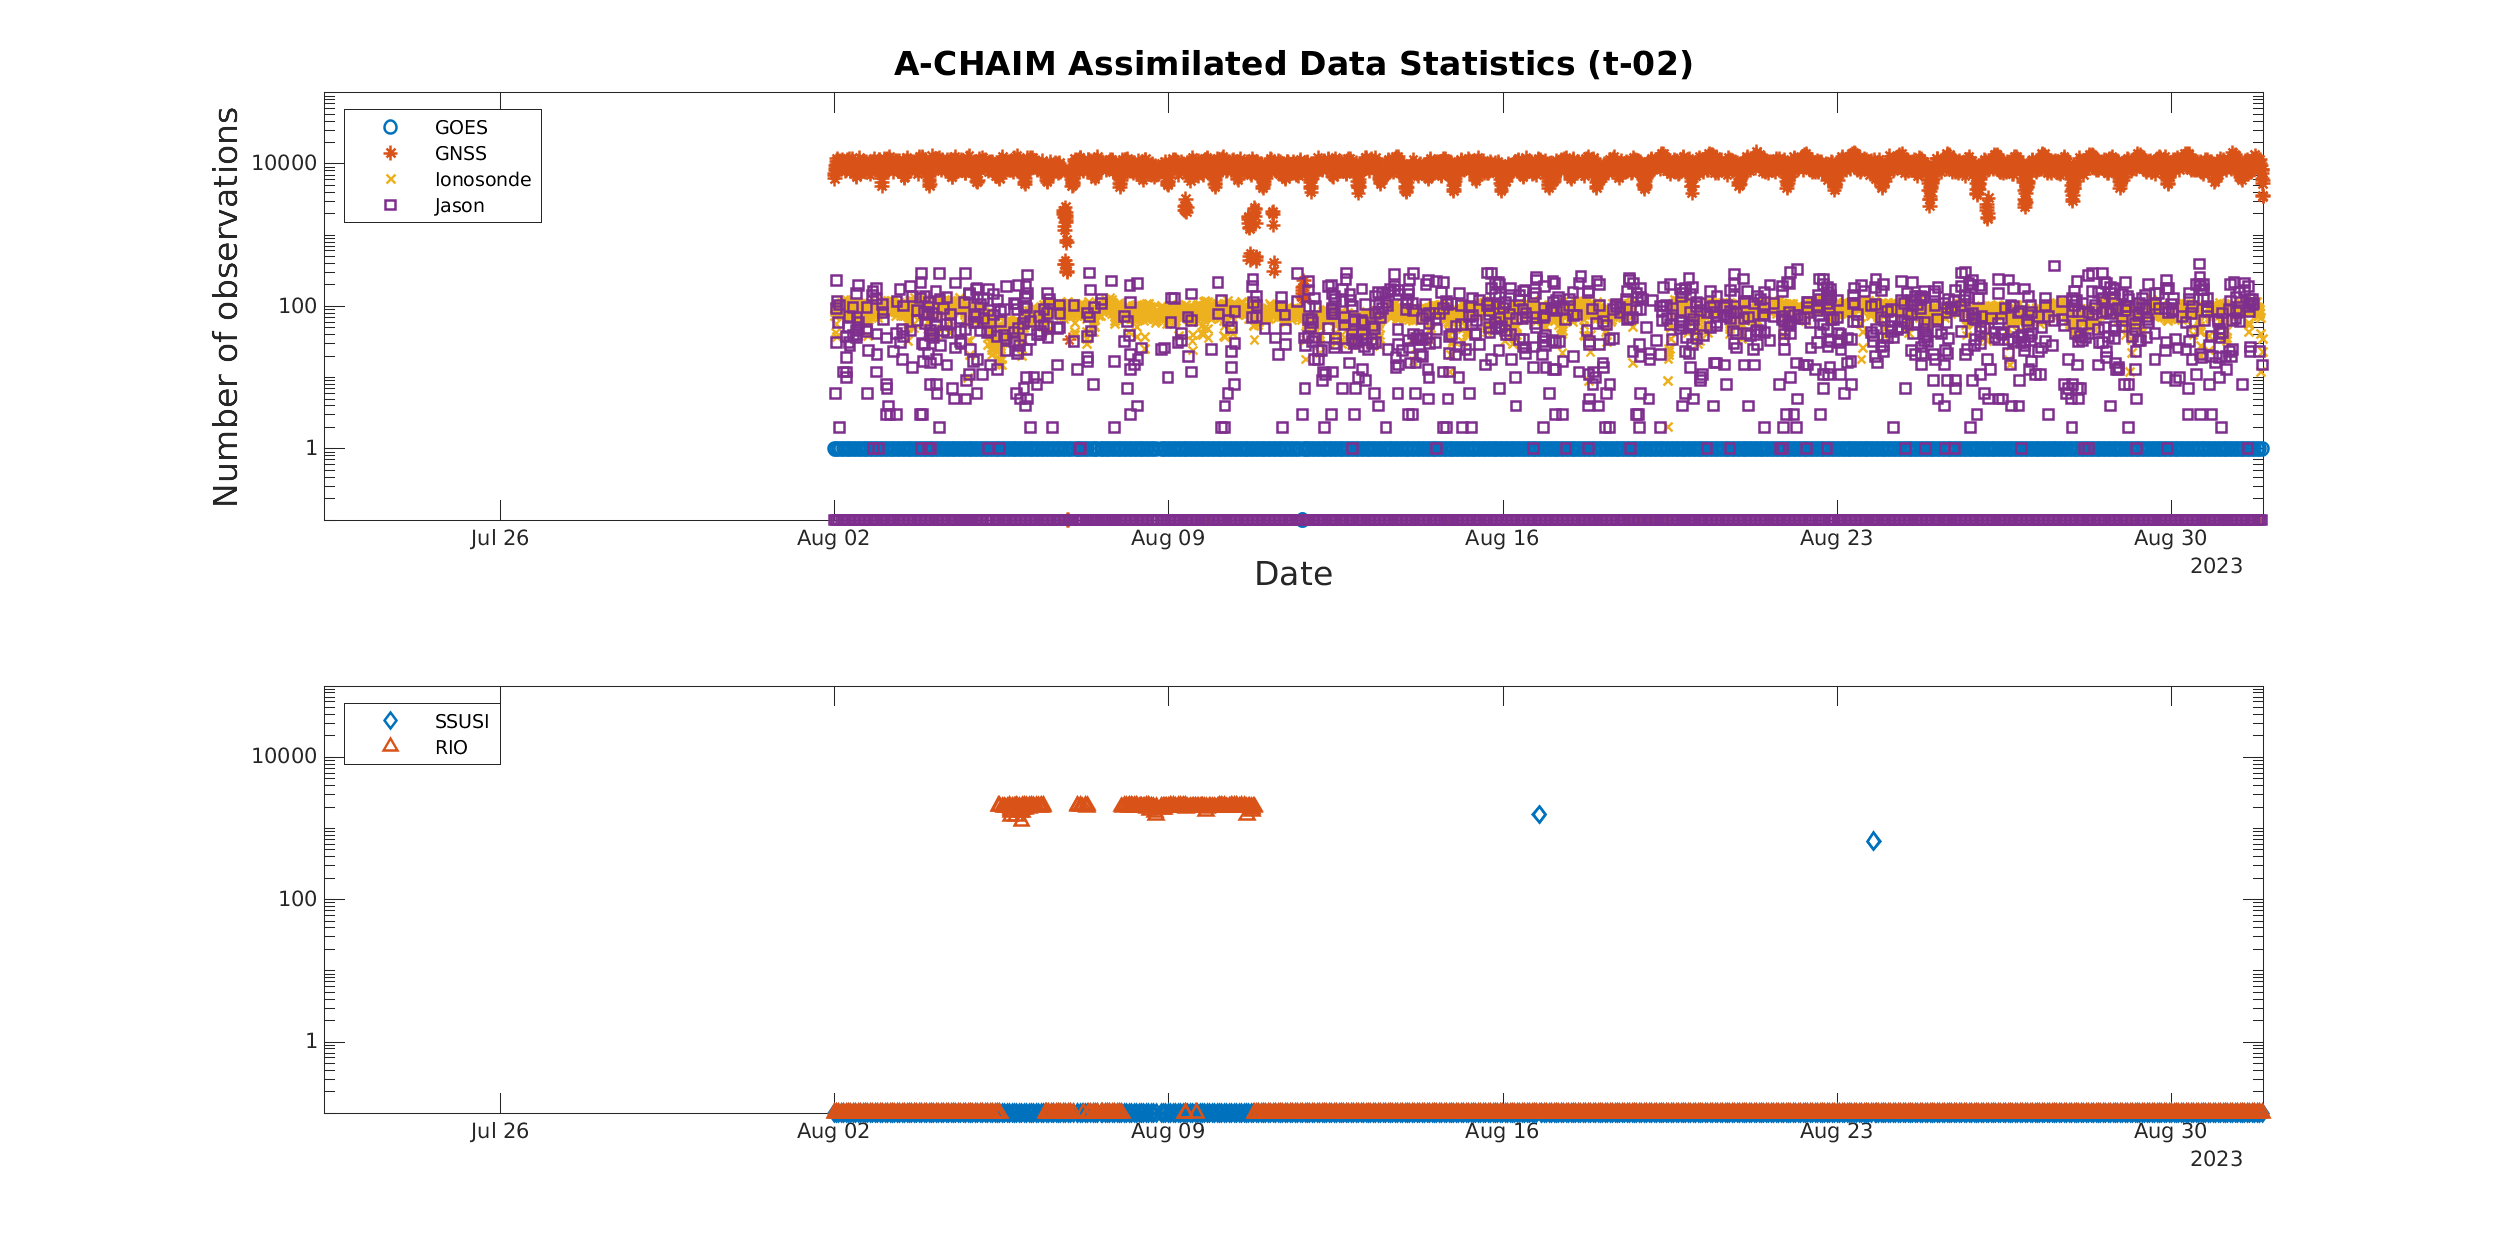 A-CHAIM Assimilated Data Statistics (t-02)
Number of observations
10000
100
1
GOES
GNSS
Ionosonde
Jason
Jul 26
Aug 02
Aug 09
Aug 16
Aug 23
Aug 30
2023
Date
10000
100
1
SSUSI
RIO
Jul 26
Aug 02
Aug 09
Aug 16
Aug 23
Aug 30
2023